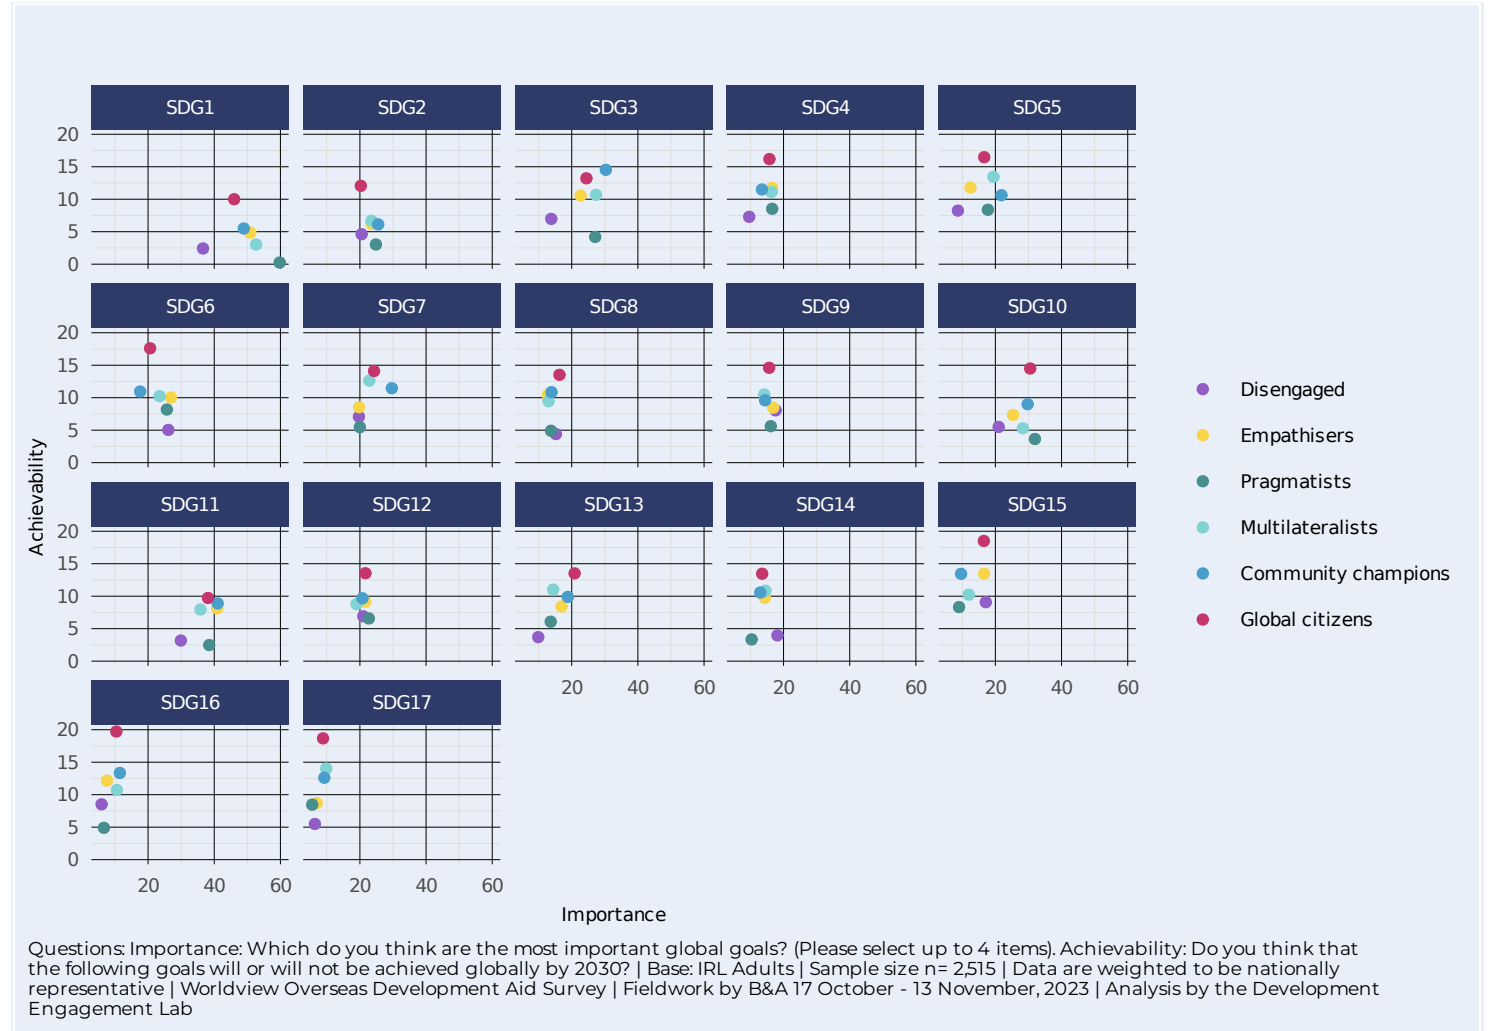 SDG1 SDG2 SDG3 SDG4 SDG5
20
15
10
5
0
SDG6 SDG7 SDG8 SDG9 SDG10
20
15
10
5
0
SDG11 SDG12 SDG13 SDG14 SDG15
20
15
10
5
0
20 40 60 20 40 60 20 40 60
SDG16 SDG17
20
15
10
5
0
20 40 60 20 40 60
Achievability
Importance
Disengaged
Empathisers
Pragmatists
Multilateralists
Community champions
Global citizens
Questions: Importance: Which do you think are the most important global goals? (Please select up to 4 items). Achievability: Do you think that
the following goals will or will not be achieved globally by 2030? | Base: IRL Adults | Sample size n= 2,515 | Data are weighted to be nationally
representative | Worldview Overseas Development Aid Survey | Fieldwork by B&A 17 October - 13 November, 2023 | Analysis by the Development
Engagement Lab